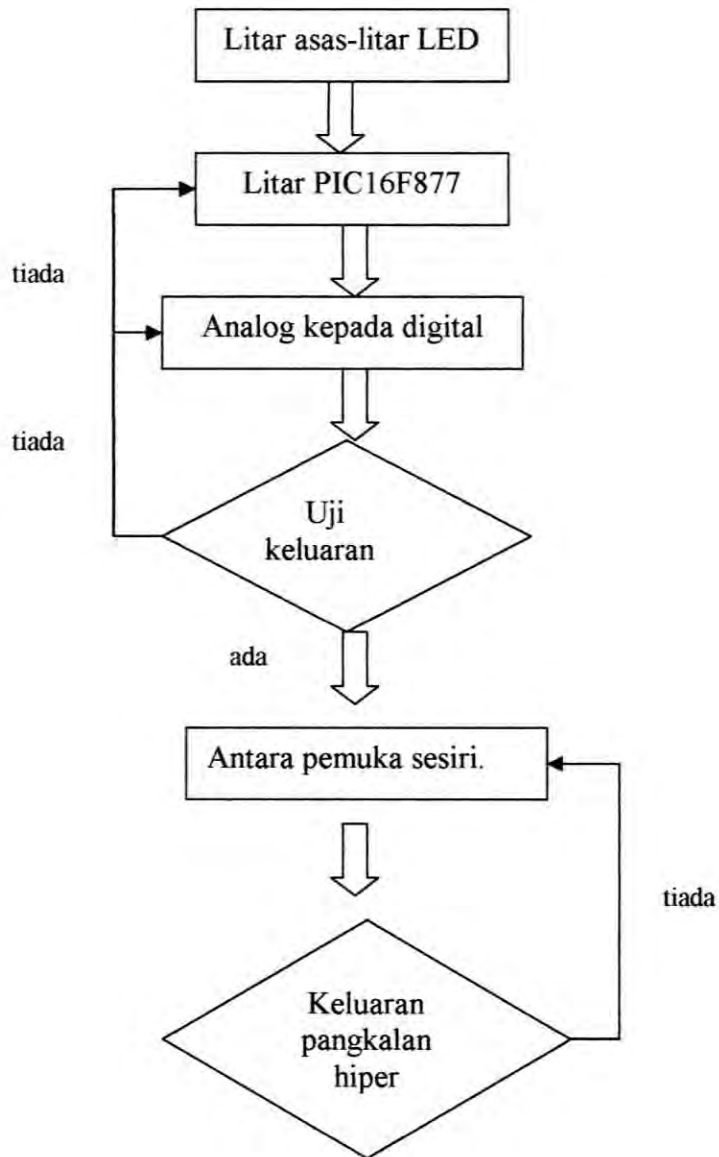 Litar asas-litar LED
Litar PIC16F877
tiada
Analog kepada digital
tiada
Uji
keluaran
ada
Antara pemuka sesiri.
tiada
Keluaran
pangkalan
hiper